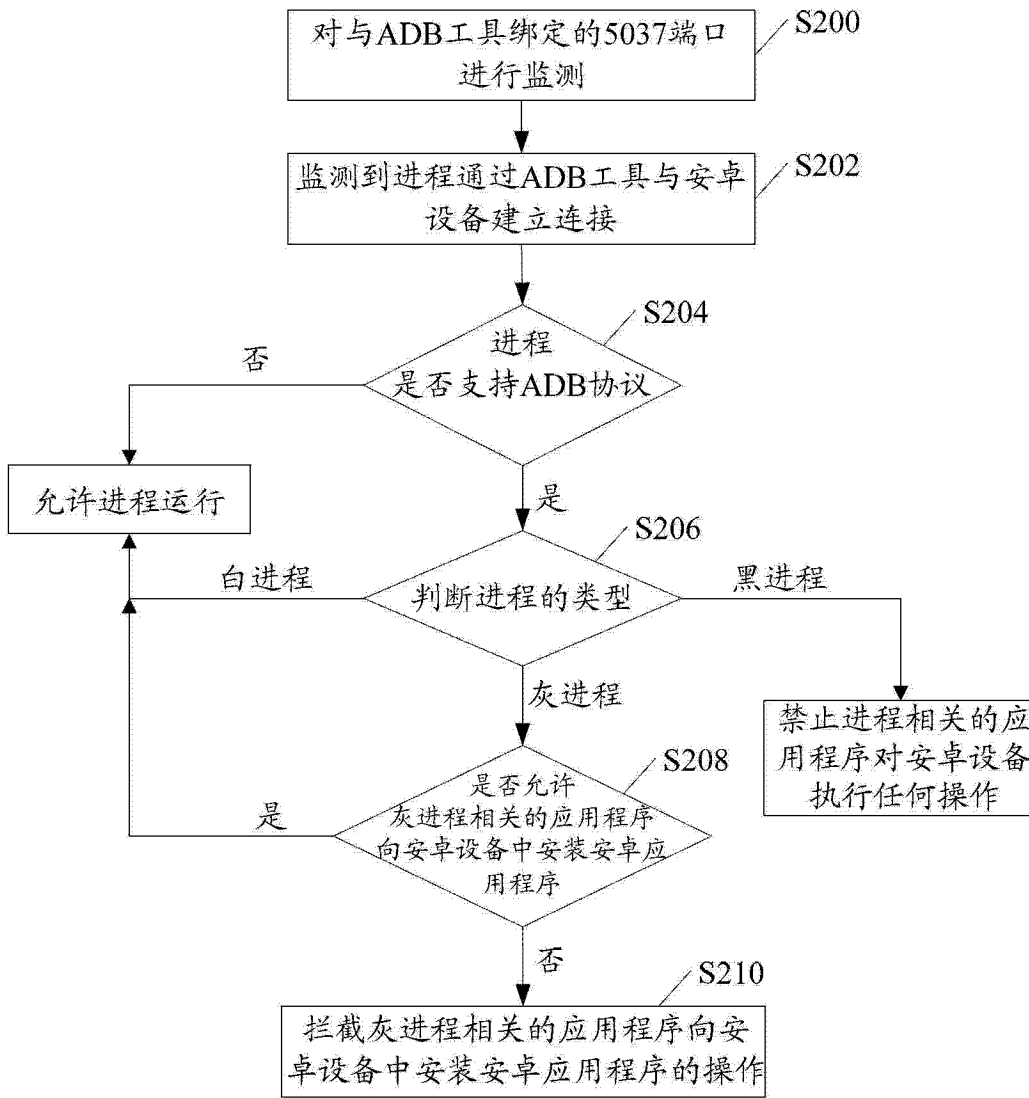 对与ADB工具绑定的5037端口
进行监测
S200
监测到进程通过ADB工具与安卓
设备建立连接
S202
S204
进程
是否支持ADB协议
否
允许进程运行
是
S206
判断进程的类型
白进程
黑进程
灰进程
禁止进程相关的应
用程序对安卓设备
执行任何操作
S208
是否允许
灰进程相关的应用程序
向安卓设备中安装安卓应
用程序
是
否
S210
拦截灰进程相关的应用程序向安
卓设备中安装安卓应用程序的操作